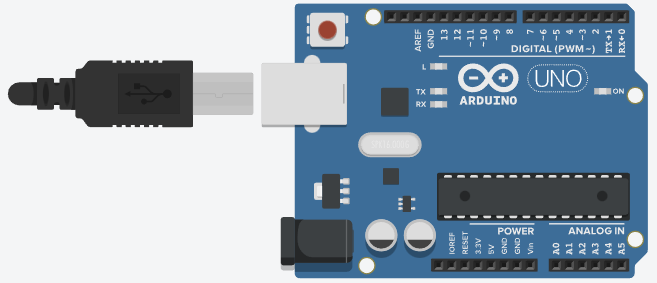 AREF
GND
13
12
~11
~10
~9
8
7
~6
~5
4
~3
2
TX→1
RX←0
DIGITAL (PWM~)
L
TX
RX
UNO
ARDUINO
ON
POWER
ANALOG IN
IOREF
RESET
3.3V
5V
GND
GND
Vin
A0
A1
A2
A3
A4
A5